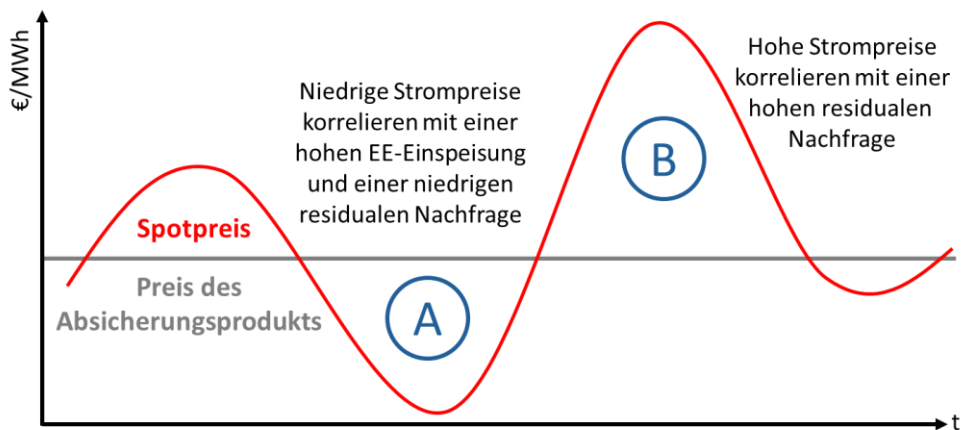 €/MWh
Niedrige Strompreise
korrelieren mit einer
hohen EE-Einspeisung
und einer niedrigen
residualen Nachfrage
Hohe Strompreise
korrelieren mit einer
hohen residualen
Nachfrage
B
Spotpreis
Preis des
Absicherungsprodukts
A
t